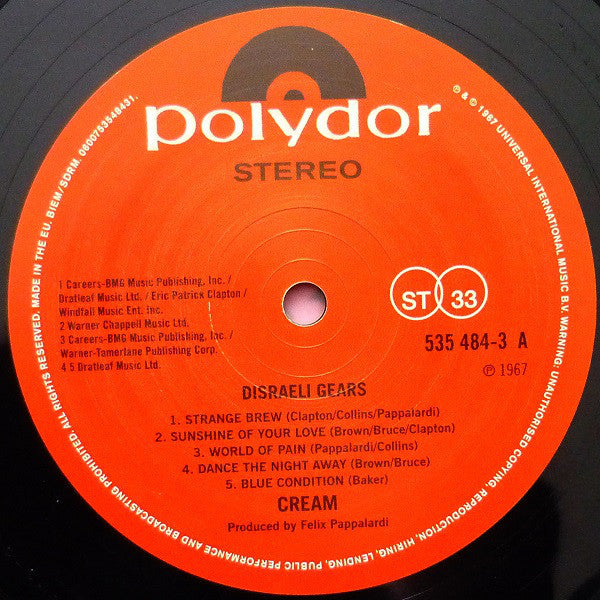 polydor
STEREO
1 Careers-BMG Music Publishing, Inc. /
Dratleaf Music Ltd. / Eric Patrick Clapton /
Windfall Music Ent. Inc.
2 Warner Chappell Music Ltd.
3 Careers-BMG Music Publishing, Inc. /
Warner-Tamerlane Publishing Corp.
4 5 Dratleaf Music Ltd.
ST 33
535 484-3 A
℗ 1967
DISRAELI GEARS
1. STRANGE BREW (Clapton/Collins/Pappalardi)
2. SUNSHINE OF YOUR LOVE (Brown/Bruce/Clapton)
3. WORLD OF PAIN (Pappalardi/Collins)
4. DANCE THE NIGHT AWAY (Brown/Bruce)
5. BLUE CONDITION (Baker)
CREAM
Produced by Felix Pappalardi
℗ & © 1967 UNIVERSAL INTERNATIONAL MUSIC B.V. WARNING: UNAUTHORISED COPYING, REPRODUCTION, HIRING, LENDING, PUBLIC PERFORMANCE AND BROADCASTING PROHIBITED. ALL RIGHTS RESERVED. MADE IN THE EU. BIEM/SDRM. 0600753548431.